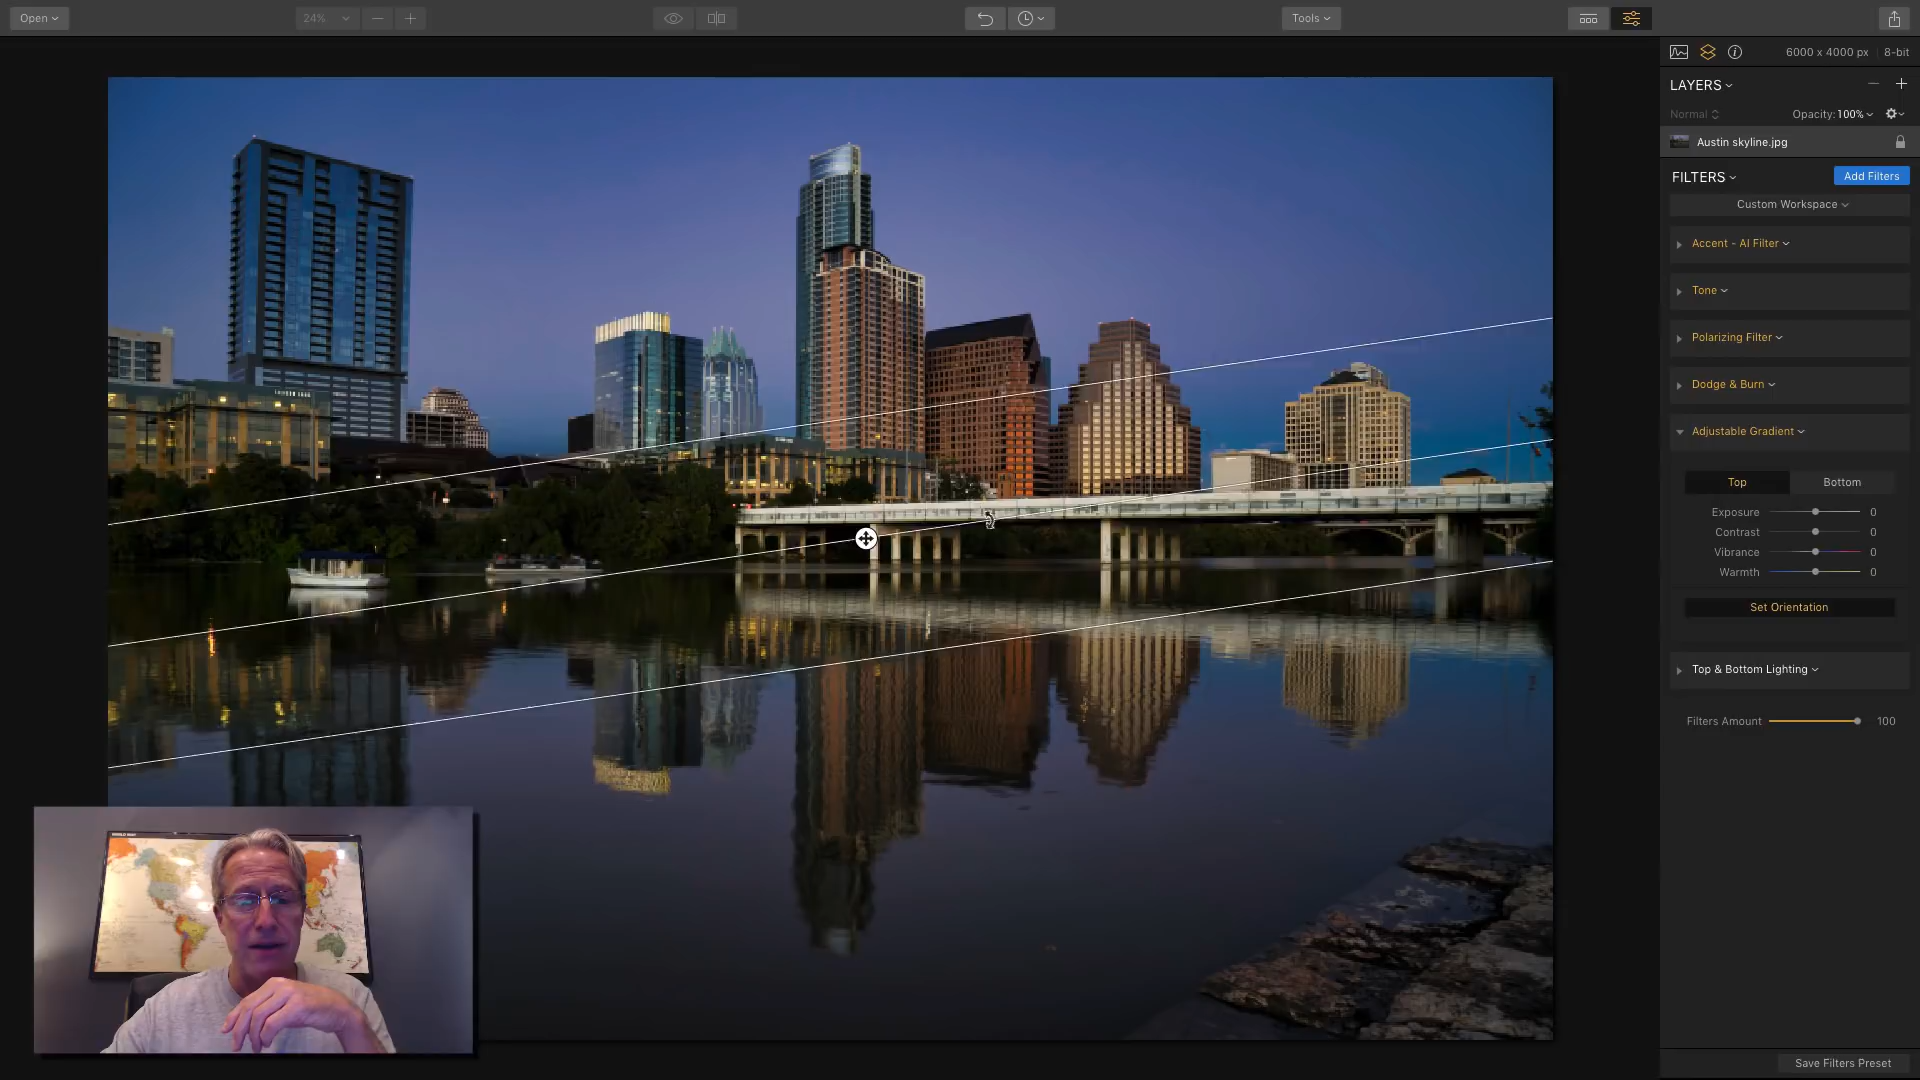 Open
24%
Tools
6000 x 4000 px
8-bit
LAYERS
Normal
Opacity: 100%
Austin skyline.jpg
FILTERS
Add Filters
Custom Workspace
Accent - AI Filter
Tone
Polarizing Filter
Dodge & Burn
Adjustable Gradient
Top
Bottom
Exposure 0
Contrast 0
Vibrance 0
Warmth 0
Set Orientation
Top & Bottom Lighting
Filters Amount 100
Save Filters Preset